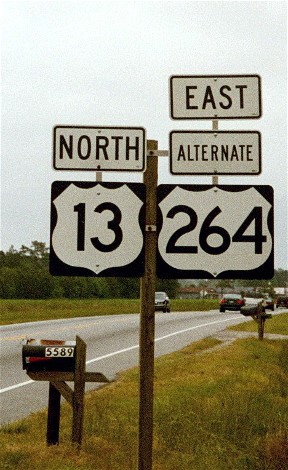 NORTH
13
EAST
ALTERNATE
264
5589